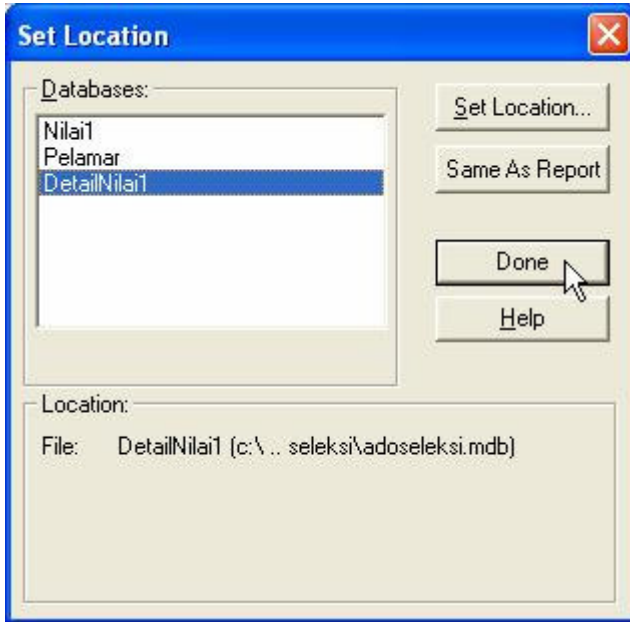 Set Location
Databases:
Nilai1
Pelamar
DetailNilai1
Set Location...
Same As Report
Done
Help
Location:
File: DetailNilai1 (c:\ .. seleksi\adoseleksi.mdb)